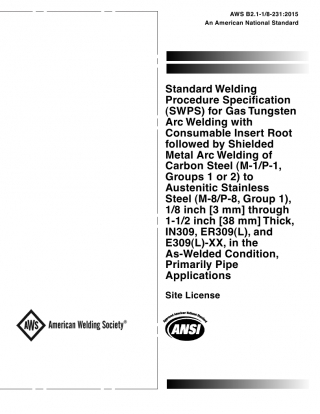 AWS B2.1-1/8-231:2015
An American National Standard
Standard Welding
Procedure Specification
(SWPS) for Gas Tungsten
Arc Welding with
Consumable Insert Root
followed by Shielded
Metal Arc Welding of
Carbon Steel (M-1/P-1,
Groups 1 or 2) to
Austenitic Stainless
Steel (M-8/P-8, Group 1),
1/8 inch [3 mm] through
1-1/2 inch [38 mm] Thick,
IN309, ER309(L), and
E309(L)-XX, in the
As-Welded Condition,
Primarily Pipe
Applications
Site License
AWS American Welding Society®
ANSI